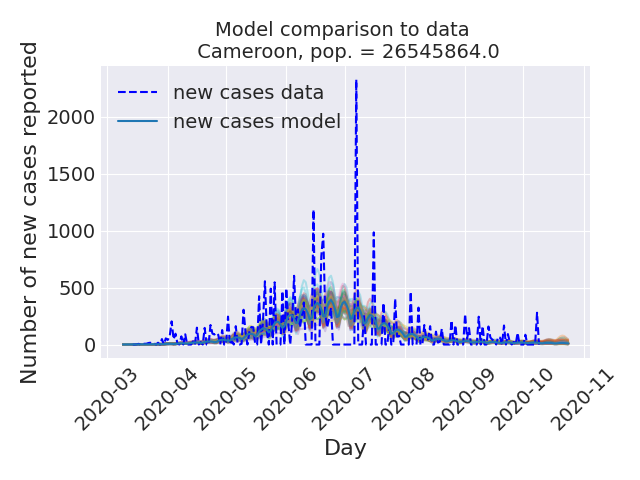 Model comparison to data
Cameroon, pop. = 26545864.0
Number of new cases reported
new cases data
new cases model
2000
1500
1000
500
0
2020-03
2020-04
2020-05
2020-06
2020-07
2020-08
2020-09
2020-10
2020-11
Day